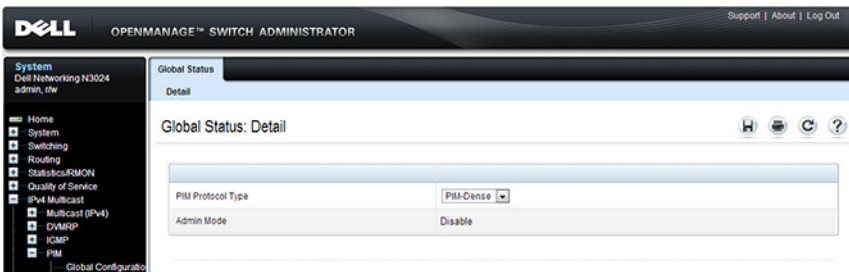 Support | About | Log Out
DELL OPENMANAGE™ SWITCH ADMINISTRATOR
System
Dell Networking N3024
admin, r/w
Home
System
Switching
Routing
Statistics/RMON
Quality of Service
IPv4 Multicast
Multicast (IPv4)
DVMRP
IGMP
PIM
Global Configuratio
Global Status
Detail
Global Status: Detail
PIM Protocol Type PIM-Dense
Admin Mode Disable